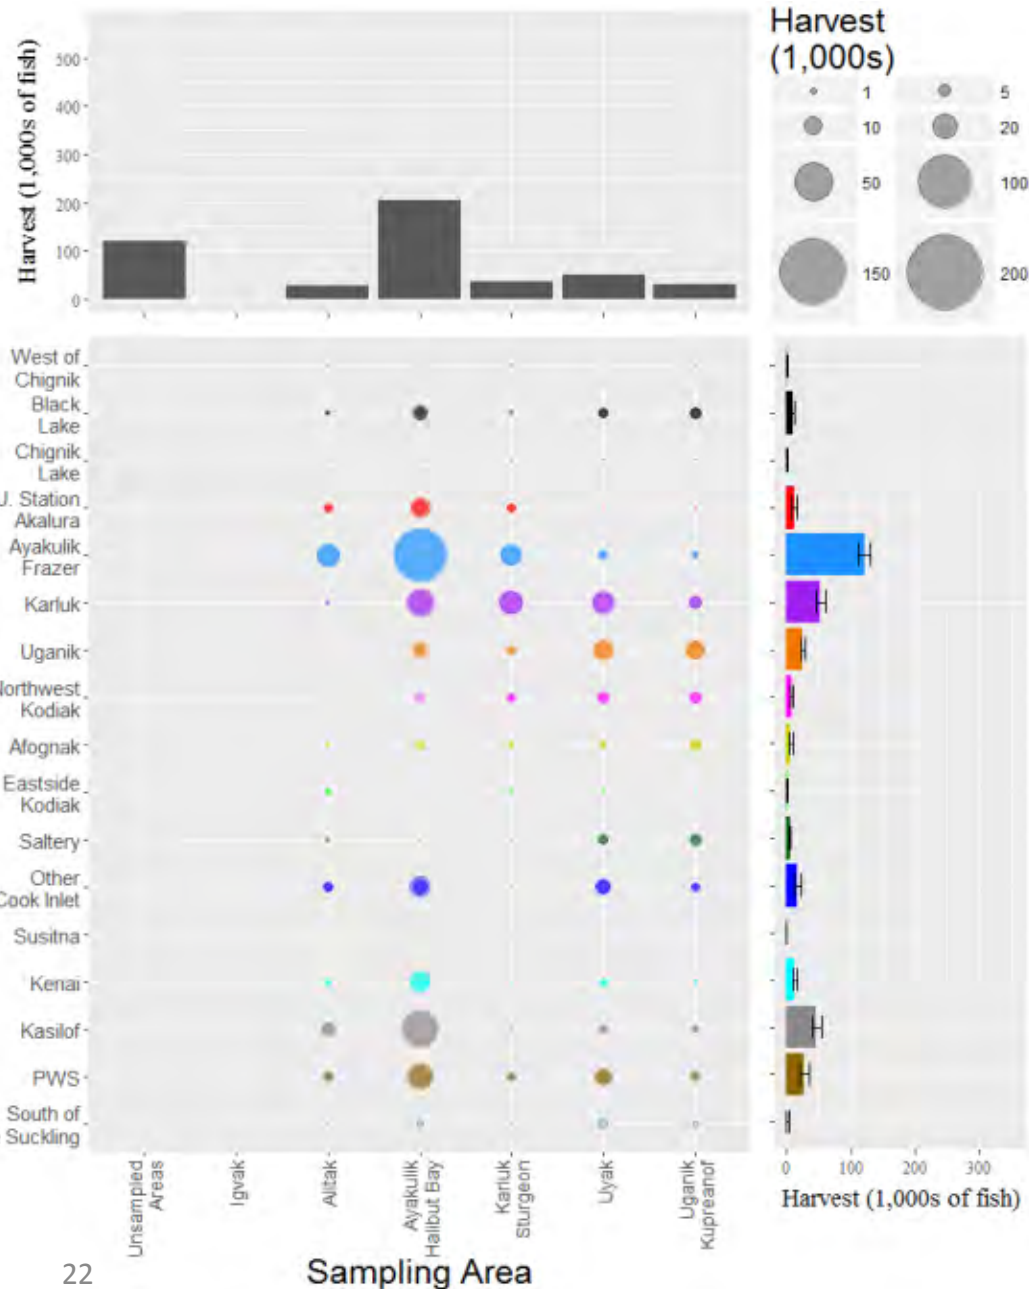 Harvest
(1,000s)
1
5
10
20
50
100
150
200
Harvest (1,000s of fish)
500
400
300
200
100
0
West of
Chignik
Black
Lake
Chignik
Lake
J. Station
Akalura
Ayakulik
Frazer
Karluk
Uganik
Northwest
Kodiak
Afognak
Eastside
Kodiak
Saltery
Other
Cook Inlet
Susitna
Kenai
Kasilof
PWS
South of
Suckling
Unsampled
Areas
Igvak
Alitak
Ayakulik
Halibut Bay
Karluk
Sturgeon
Uyak
Uganik
Kupreanof
0
100
200
300
Harvest (1,000s of fish)
Sampling Area
22